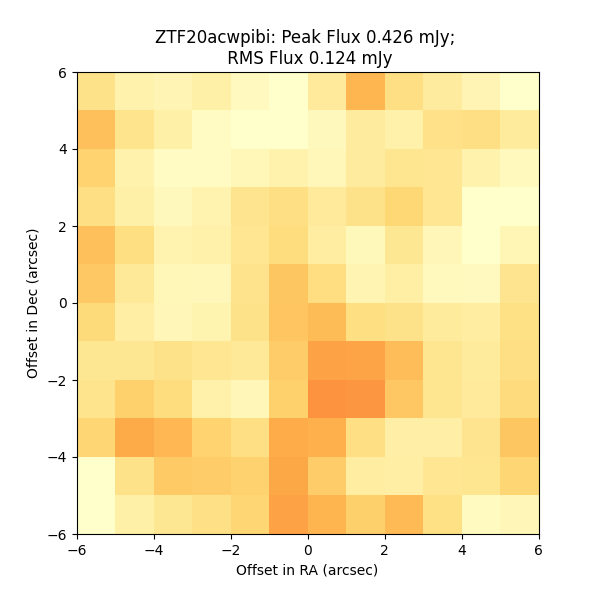 ZTF20acwpibi: Peak Flux 0.426 mJy;
RMS Flux 0.124 mJy
6
4
2
0
−2
−4
−6
Offset in Dec (arcsec)
−6 −4 −2 0 2 4 6
Offset in RA (arcsec)